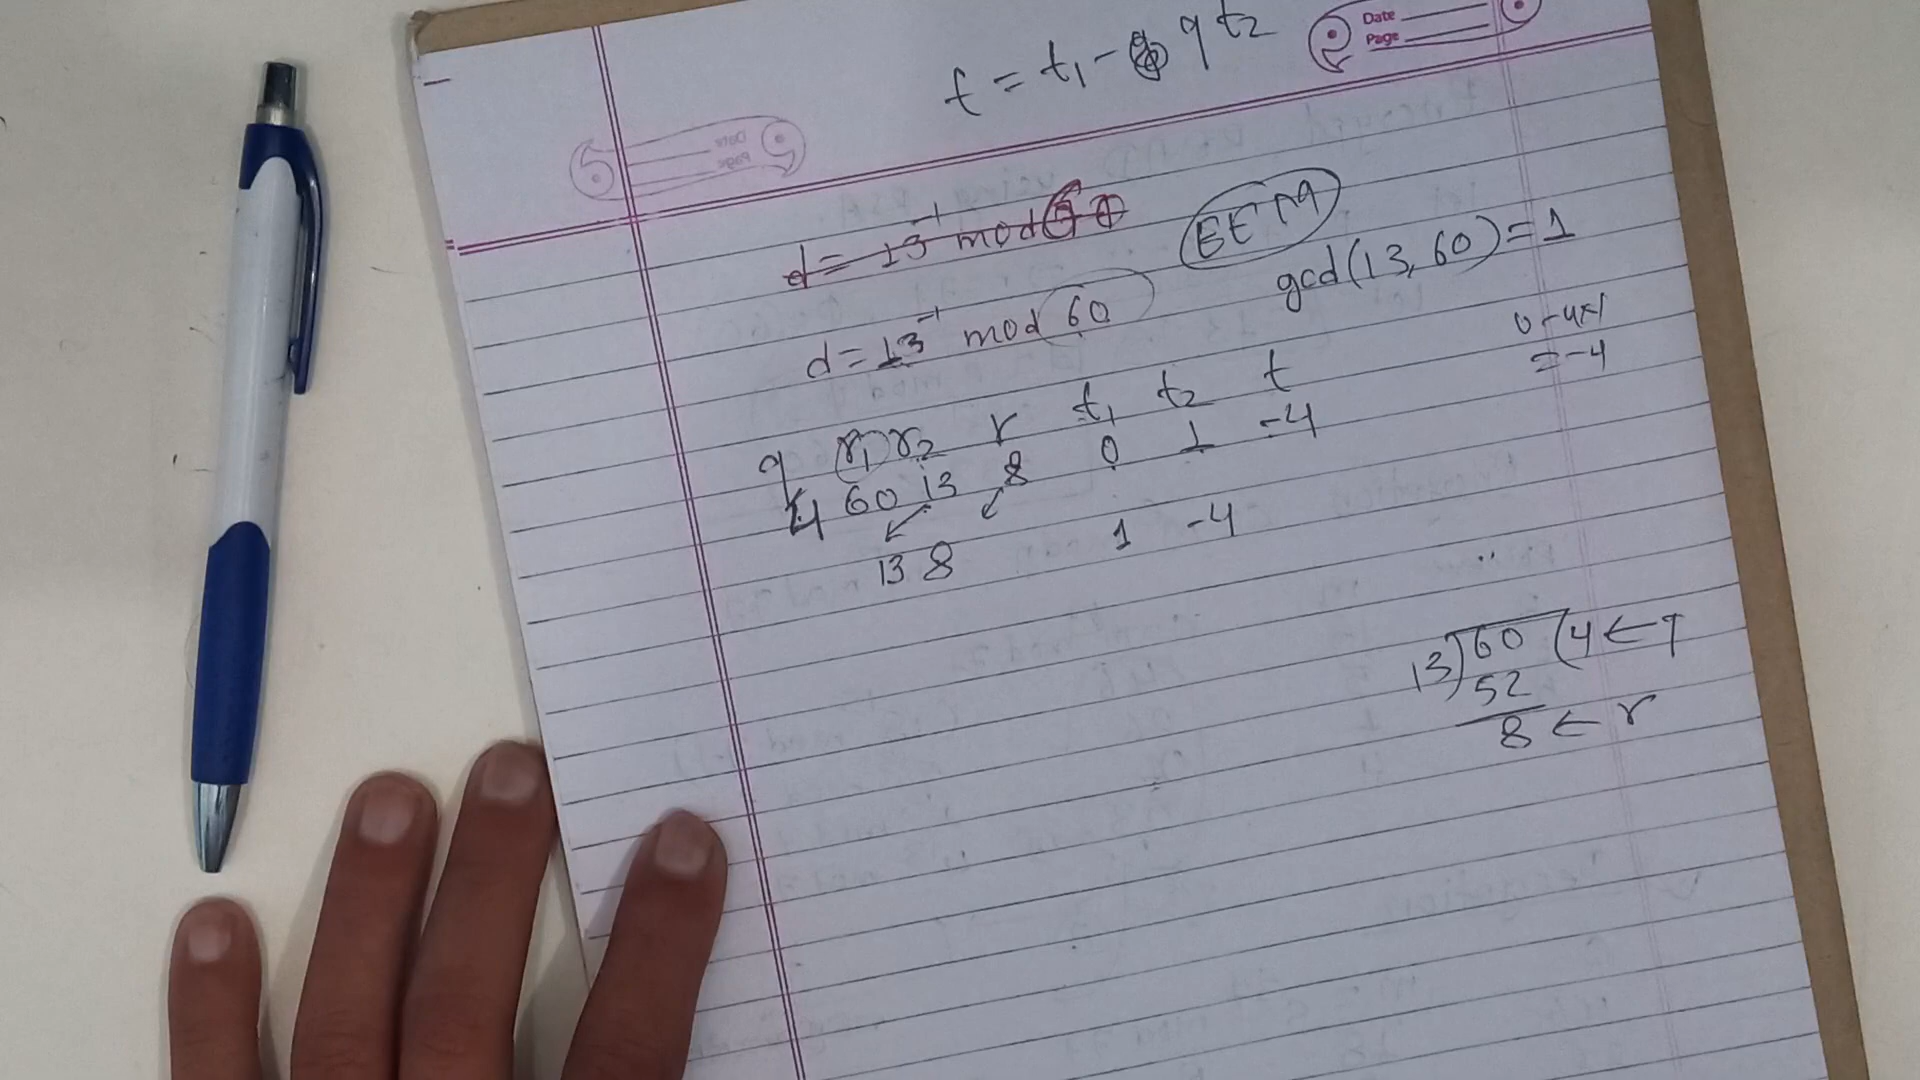 t = t₁ - q t₂
Date
Page
d = 13⁻¹ mod
EEA
gcd(13, 60) = 1
d = 13⁻¹ mod 60
0 - 4×1
= -4
q r₁ r₂ r t₁ t₂ t
4 60 13 8 0 1 -4
13 8 1 -4
13) 60 (4 ← q
52
8 ← r